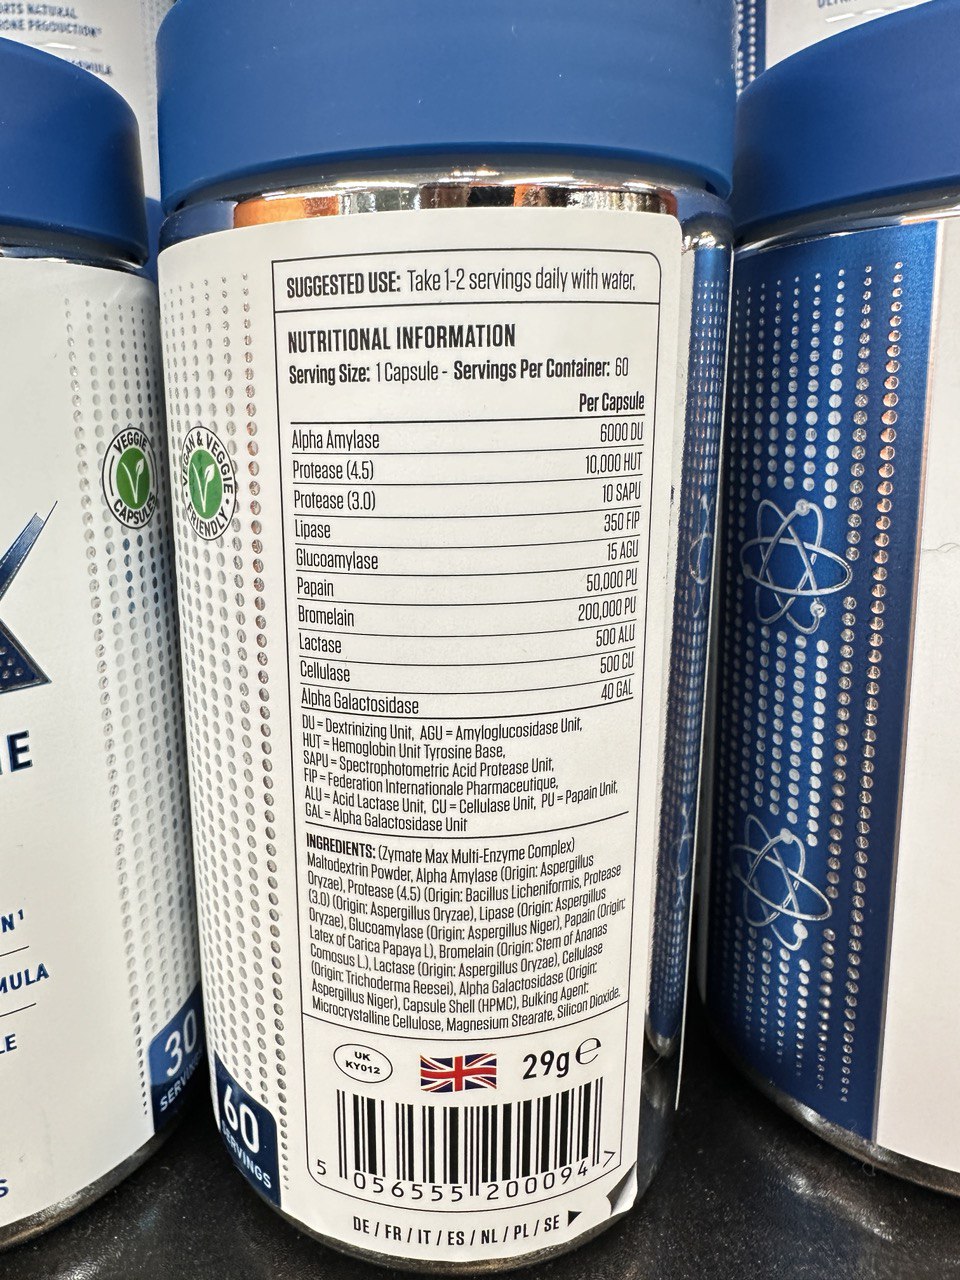 ORTS NATURAL
RONE PRODUCTION¹
FORMULA
SUGGESTED USE: Take 1-2 servings daily with water.
NUTRITIONAL INFORMATION
Serving Size: 1 Capsule - Servings Per Container: 60
Per Capsule
Alpha Amylase 6000 DU
Protease (4.5) 10,000 HUT
Protease (3.0) 10 SAPU
Lipase 350 FIP
Glucoamylase 15 AGU
Papain 50,000 PU
Bromelain 200,000 PU
Lactase 500 ALU
Cellulase 500 CU
Alpha Galactosidase 40 GAL
DU = Dextrinizing Unit, AGU = Amyloglucosidase Unit,
HUT = Hemoglobin Unit Tyrosine Base,
SAPU = Spectrophotometric Acid Protease Unit,
FIP = Federation Internationale Pharmaceutique,
ALU = Acid Lactase Unit, CU = Cellulase Unit, PU = Papain Unit,
GAL = Alpha Galactosidase Unit
INGREDIENTS: (Zymate Max Multi-Enzyme Complex)
Maltodextrin Powder, Alpha Amylase (Origin: Aspergillus
Oryzae), Protease (4.5) (Origin: Bacillus Licheniformis, Protease
(3.0) (Origin: Aspergillus Oryzae), Lipase (Origin: Aspergillus
Oryzae), Glucoamylase (Origin: Aspergillus Niger), Papain (Origin:
Latex of Carica Papaya L), Bromelain (Origin: Stem of Ananas
Comosus L.), Lactase (Origin: Aspergillus Oryzae), Cellulase
(Origin: Trichoderma Reesei), Alpha Galactosidase (Origin:
Aspergillus Niger), Capsule Shell (HPMC), Bulking Agent:
Microcrystalline Cellulose, Magnesium Stearate, Silicon Dioxide.
UK
KY012
29g e
5 056555 200094 >
DE / FR / IT / ES / NL / PL / SE
VEGAN & VEGGIE
FRIENDLY
60
SERVINGS
VEGGIE
CAPSULES
X
NE
N¹
MULA
LE
30
SERVIN
S